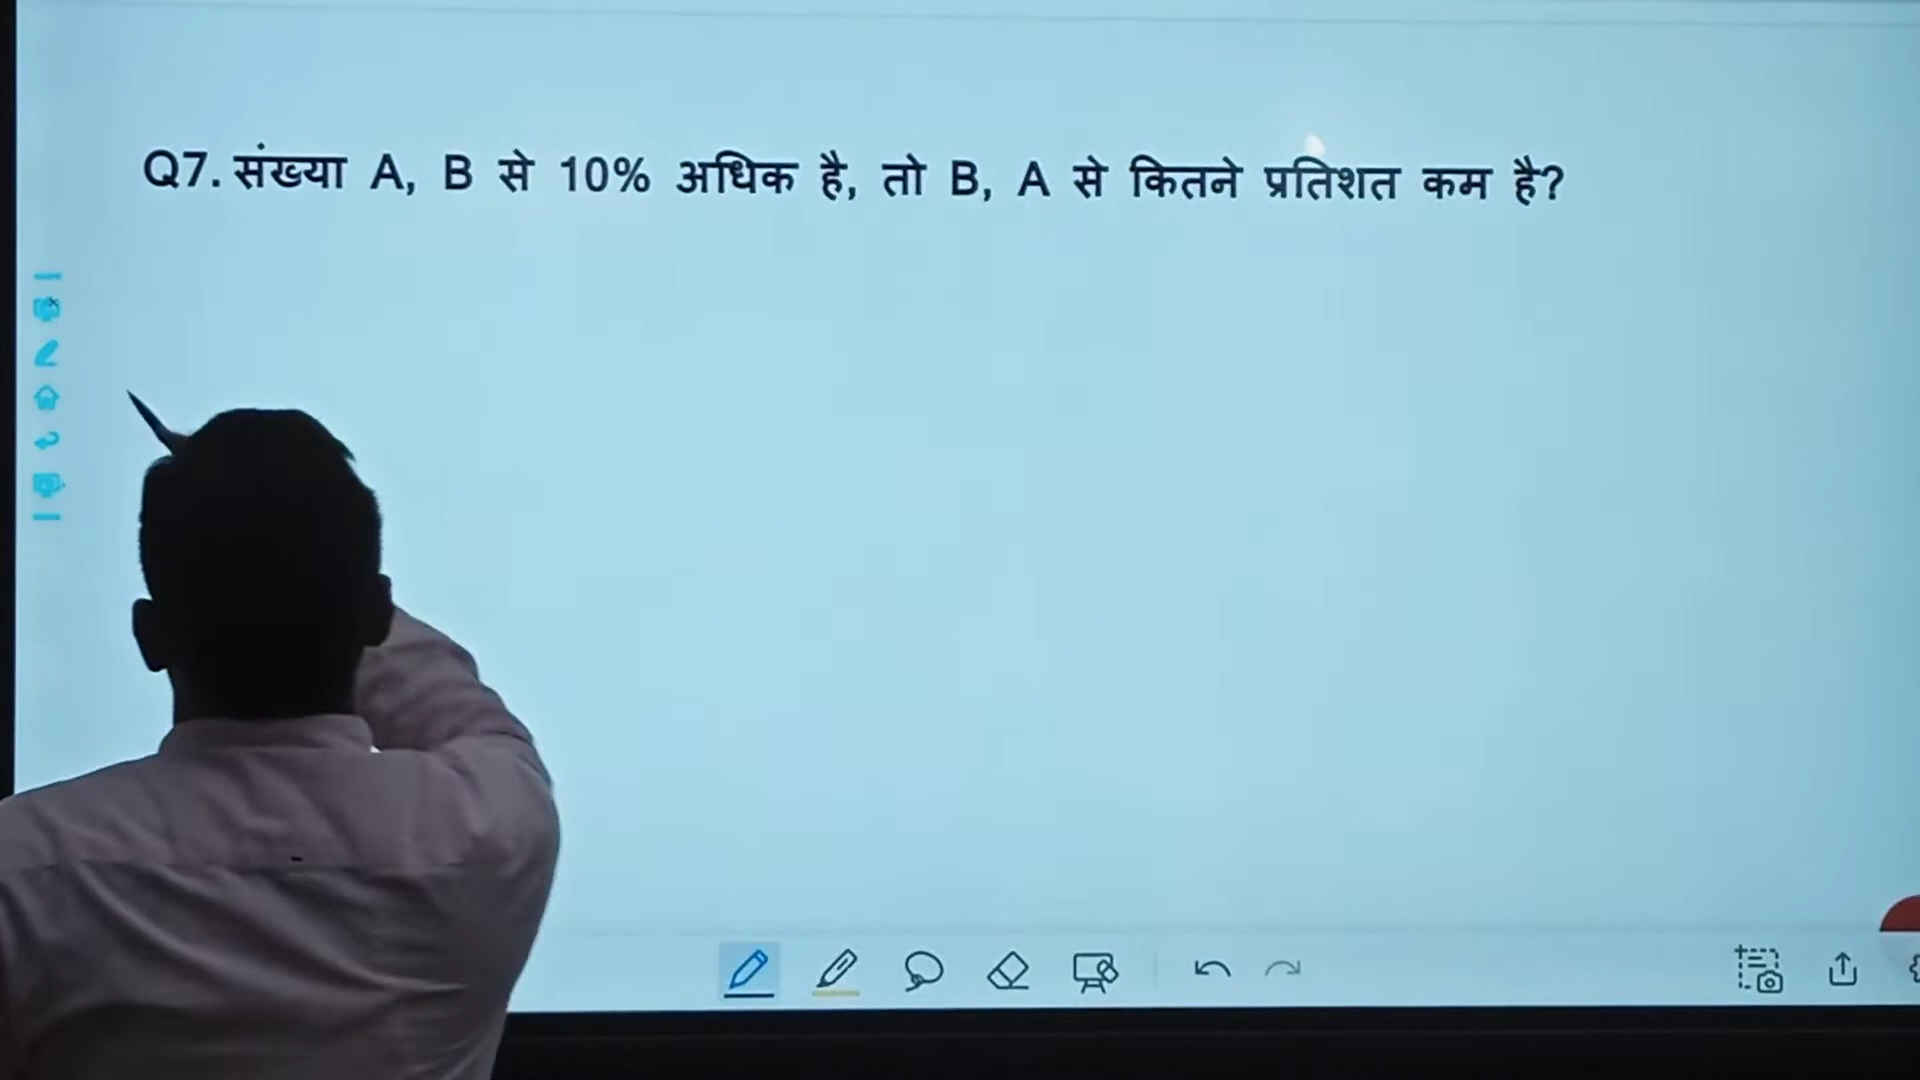 Q7. संख्या A, B से 10% अधिक है, तो B, A से कितने प्रतिशत कम है?